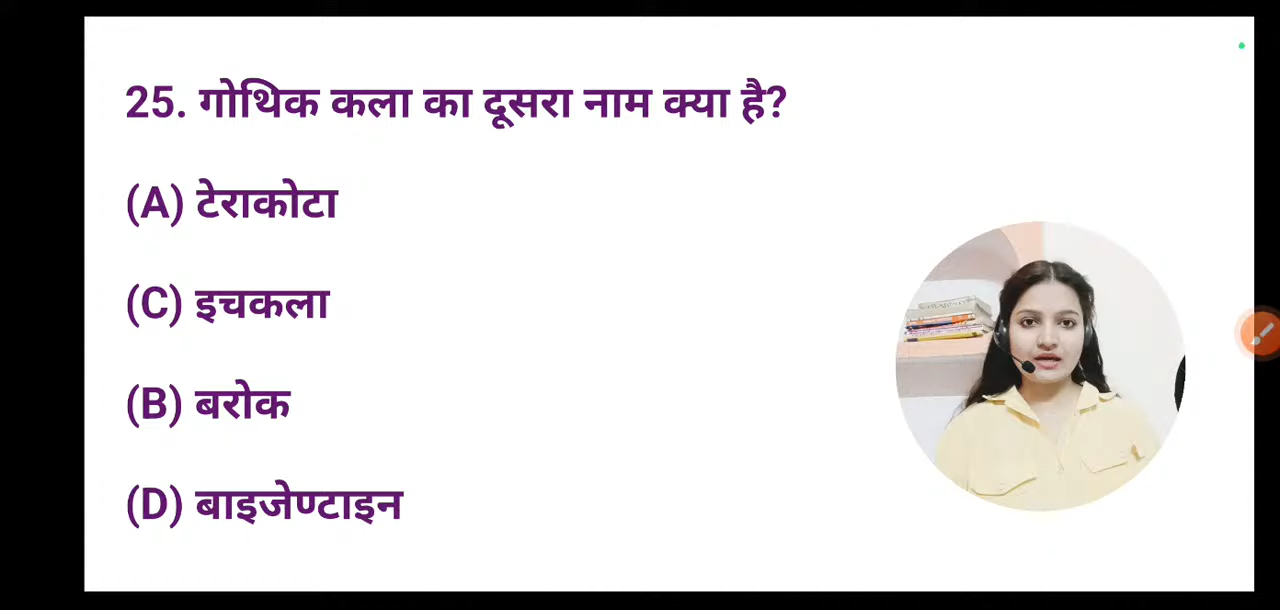 25. गोथिक कला का दूसरा नाम क्या है?
(A) टेराकोटा
(C) इचकला
(B) बरोक
(D) बाइजेण्टाइन